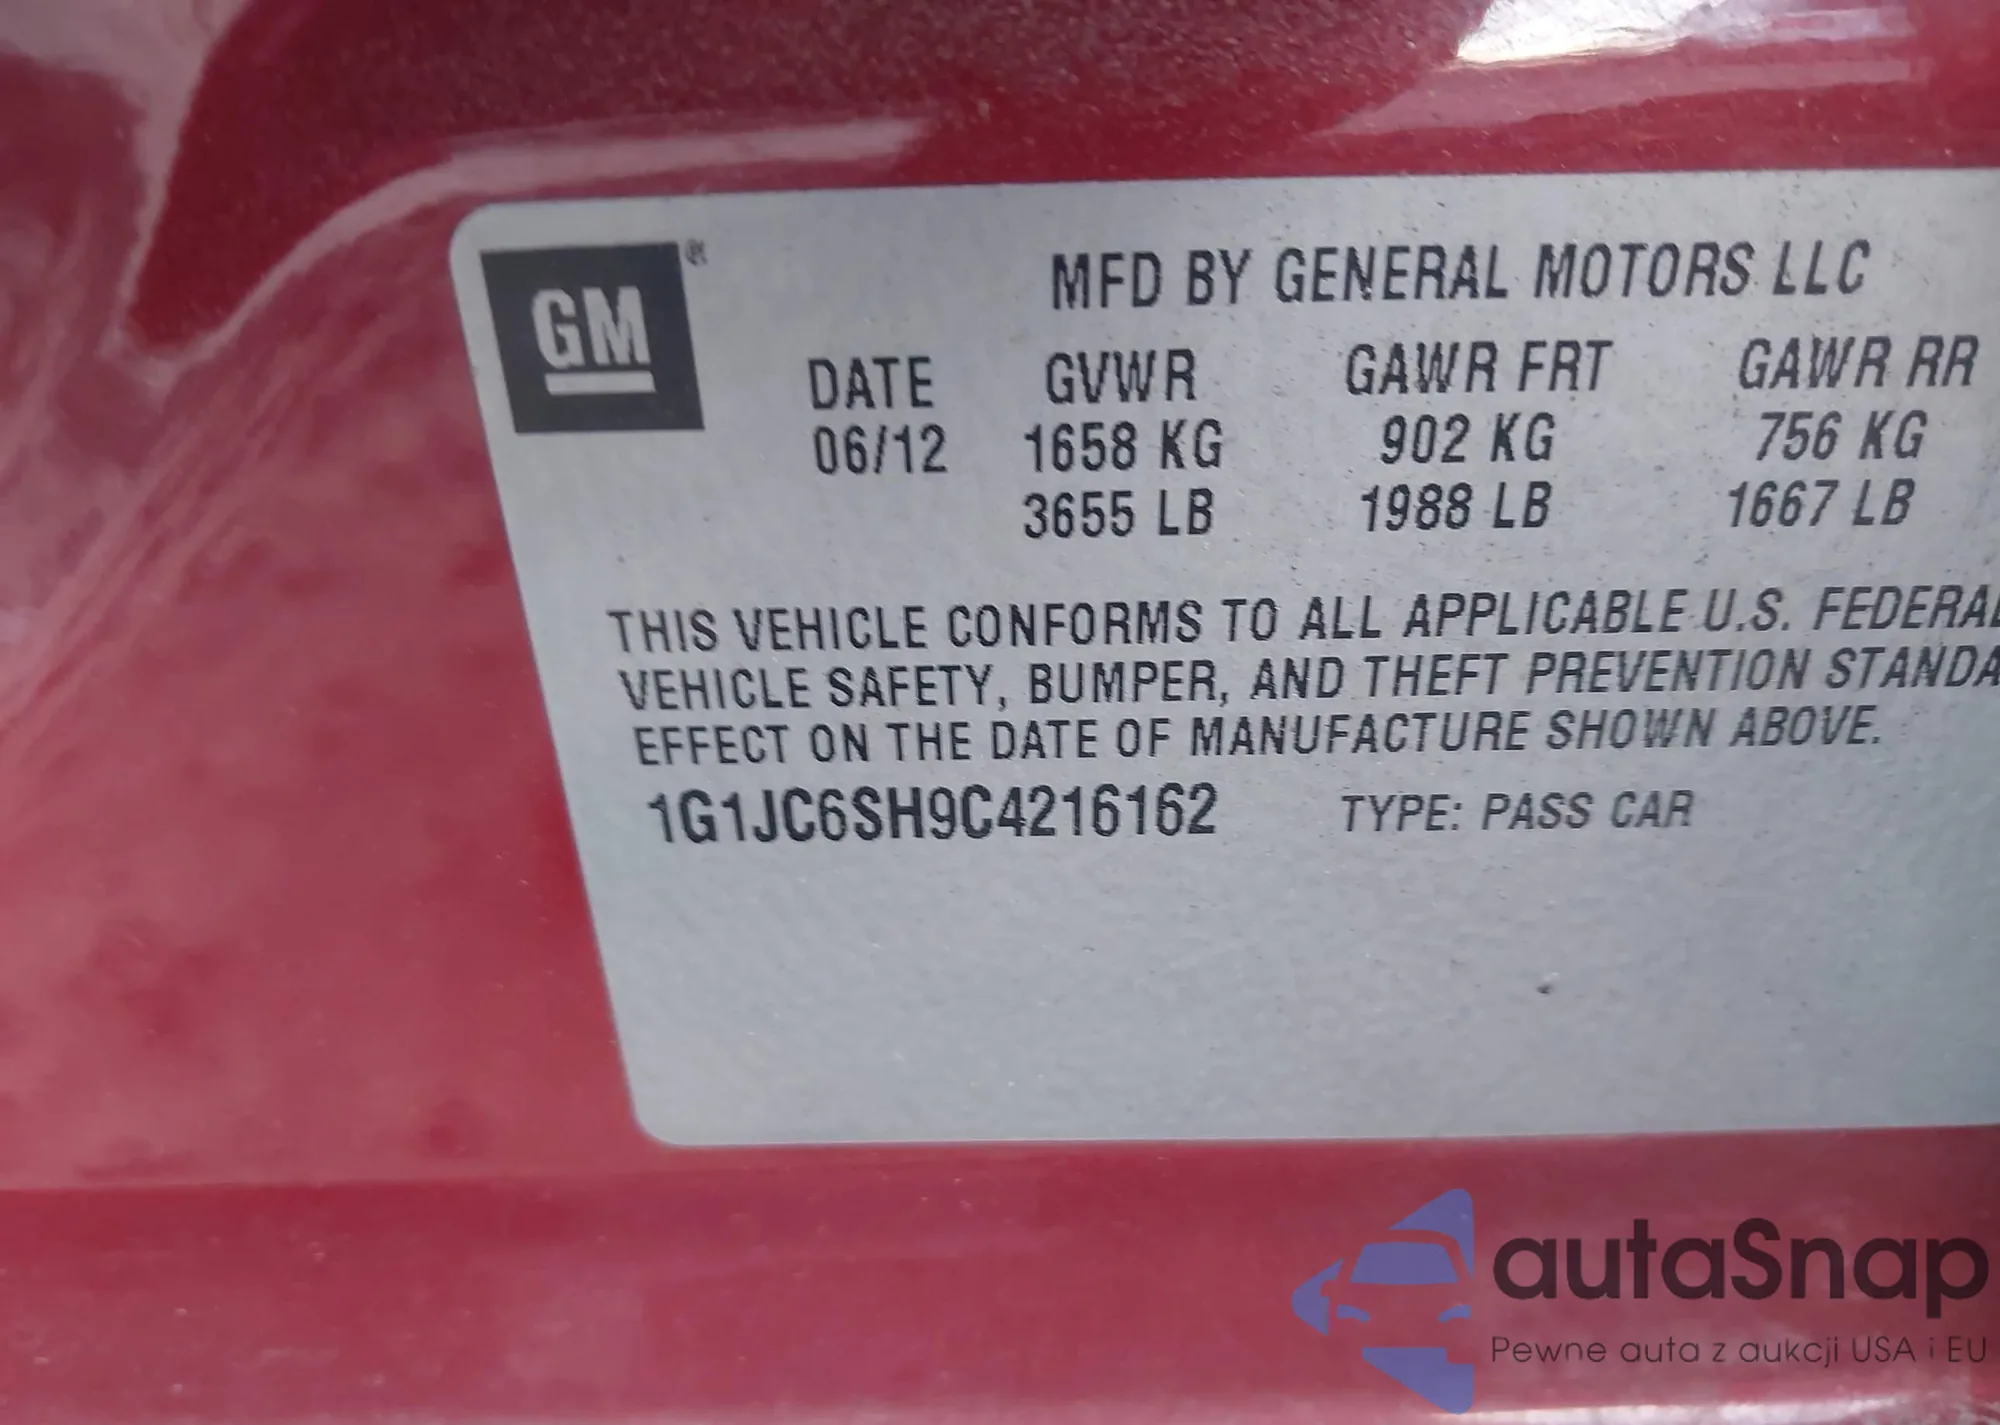 GM ®
MFD BY GENERAL MOTORS LLC
DATE GVWR GAWR FRT GAWR RR
06/12 1658 KG 902 KG 756 KG
3655 LB 1988 LB 1667 LB
THIS VEHICLE CONFORMS TO ALL APPLICABLE U.S. FEDERAL
VEHICLE SAFETY, BUMPER, AND THEFT PREVENTION STANDA
EFFECT ON THE DATE OF MANUFACTURE SHOWN ABOVE.
1G1JC6SH9C4216162 TYPE: PASS CAR
autaSnap
Pewne auta z aukcji USA i EU